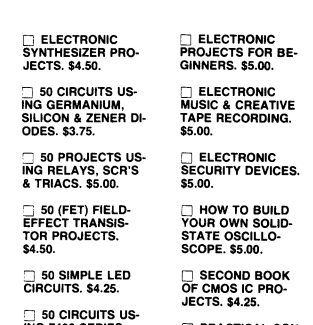 ELECTRONIC
SYNTHESIZER PRO-
JECTS. $4.50.
50 CIRCUITS US-
ING GERMANIUM,
SILICON & ZENER DI-
ODES. $3.75.
50 PROJECTS US-
ING RELAYS, SCR'S
& TRIACS. $5.00.
50 (FET) FIELD-
EFFECT TRANSIS-
TOR PROJECTS.
$4.50.
50 SIMPLE LED
CIRCUITS. $4.25.
50 CIRCUITS US-
ELECTRONIC
PROJECTS FOR BE-
GINNERS. $5.00.
ELECTRONIC
MUSIC & CREATIVE
TAPE RECORDING.
$5.00.
ELECTRONIC
SECURITY DEVICES.
$5.00.
HOW TO BUILD
YOUR OWN SOLID-
STATE OSCILLO-
SCOPE. $5.00.
SECOND BOOK
OF CMOS IC PRO-
JECTS. $4.25.